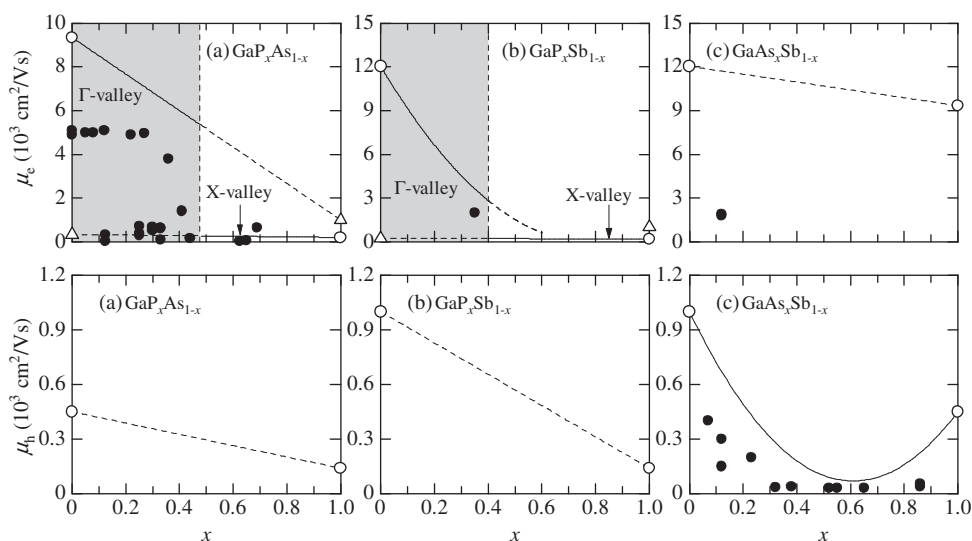 10 15 15
(a) GaPₓAs₁₋ₓ (b) GaPₓSb₁₋ₓ (c) GaAsₓSb₁₋ₓ
8 12 12
Γ-valley
6 9 9
μₑ (10³ cm²/Vs)
4 6 6
X-valley Γ-valley X-valley
2 3 3
0 0 0
1.2 1.2 1.2
(a) GaPₓAs₁₋ₓ (b) GaPₓSb₁₋ₓ (c) GaAsₓSb₁₋ₓ
0.9 0.9 0.9
μₕ (10³ cm²/Vs)
0.6 0.6 0.6
0.3 0.3 0.3
0 0 0
0 0.2 0.4 0.6 0.8 1.0 0 0.2 0.4 0.6 0.8 1.0 0 0.2 0.4 0.6 0.8 1.0
x x x